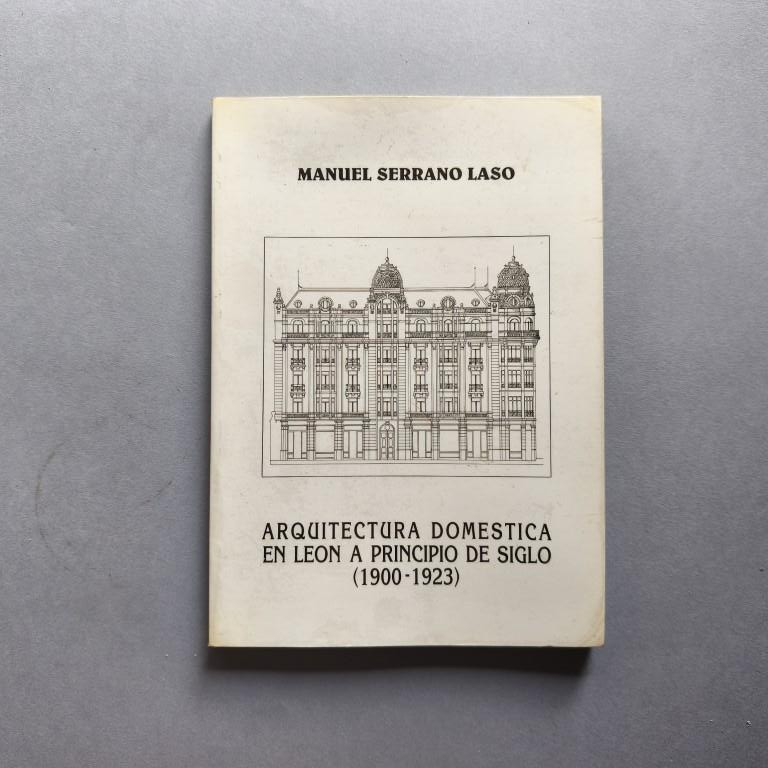 MANUEL SERRANO LASO
ARQUITECTURA DOMESTICA
EN LEON A PRINCIPIO DE SIGLO
(1900-1923)